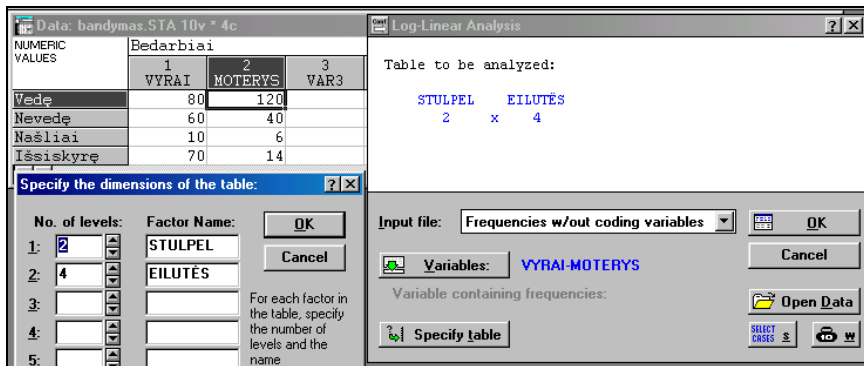 Data: bandymas.STA 10v * 4c
NUMERIC VALUES
Bedarbiai
1 VYRAI
2 MOTERYS
3 VAR3
Vedę 80 120
Nevedę 60 40
Našliai 10 6
Išsiskyrę 70 14
Specify the dimensions of the table:
No. of levels: Factor Name:
1: 2 STULPEL
2: 4 EILUTĖS
3:
4:
5:
OK
Cancel
For each factor in
the table, specify
the number of
levels and the
name
Log-Linear Analysis
Table to be analyzed:
STULPEL EILUTĖS
2 x 4
Input file: Frequencies w/out coding variables
OK
Variables: VYRAI-MOTERYS
Cancel
Variable containing frequencies:
Open Data
Specify table
SELECT CASES S
W